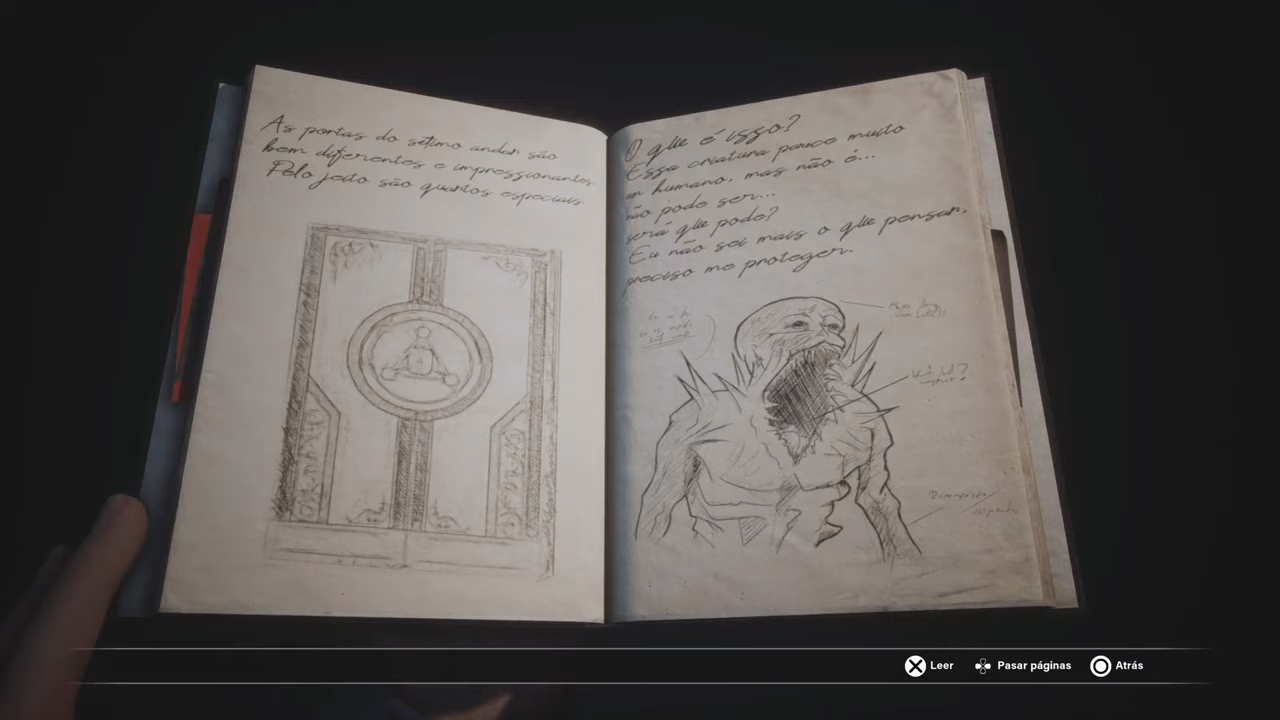 As portas do sétimo andar são
bem diferentes e impressionantes.
Pelo jeito são quartos especiais.
O que é isso?
Essa criatura parece muito
um humano, mas não é...
não pode ser...
será que pode?
Eu não sei mais o que pensar,
preciso me proteger.
Leer
Pasar páginas
Atrás